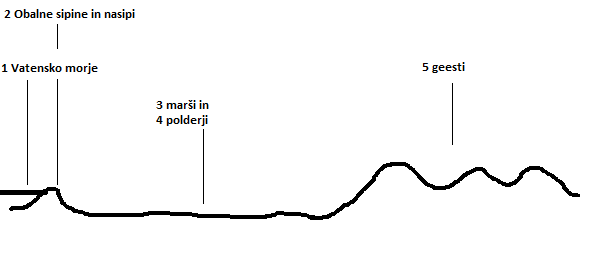 2 Obalne sipine in nasipi
1 Vatensko morje
5 geesti
3 marši in
4 polderji